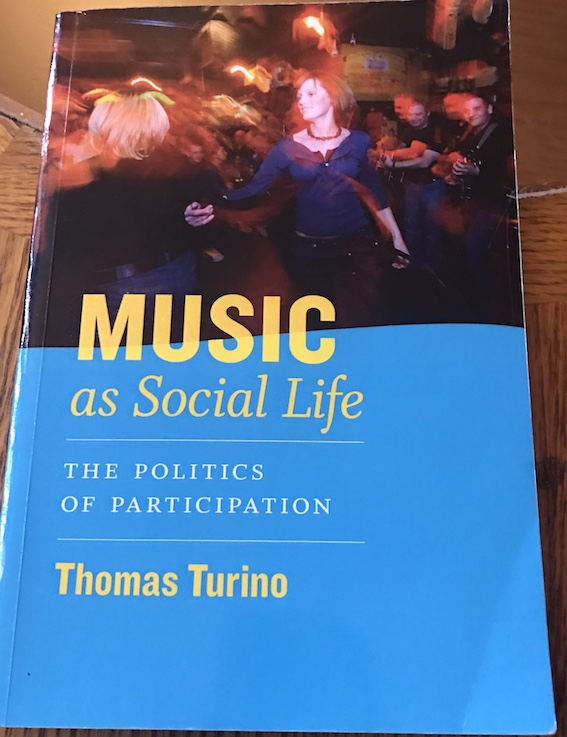 MUSIC
as Social Life
THE POLITICS
OF PARTICIPATION
Thomas Turino